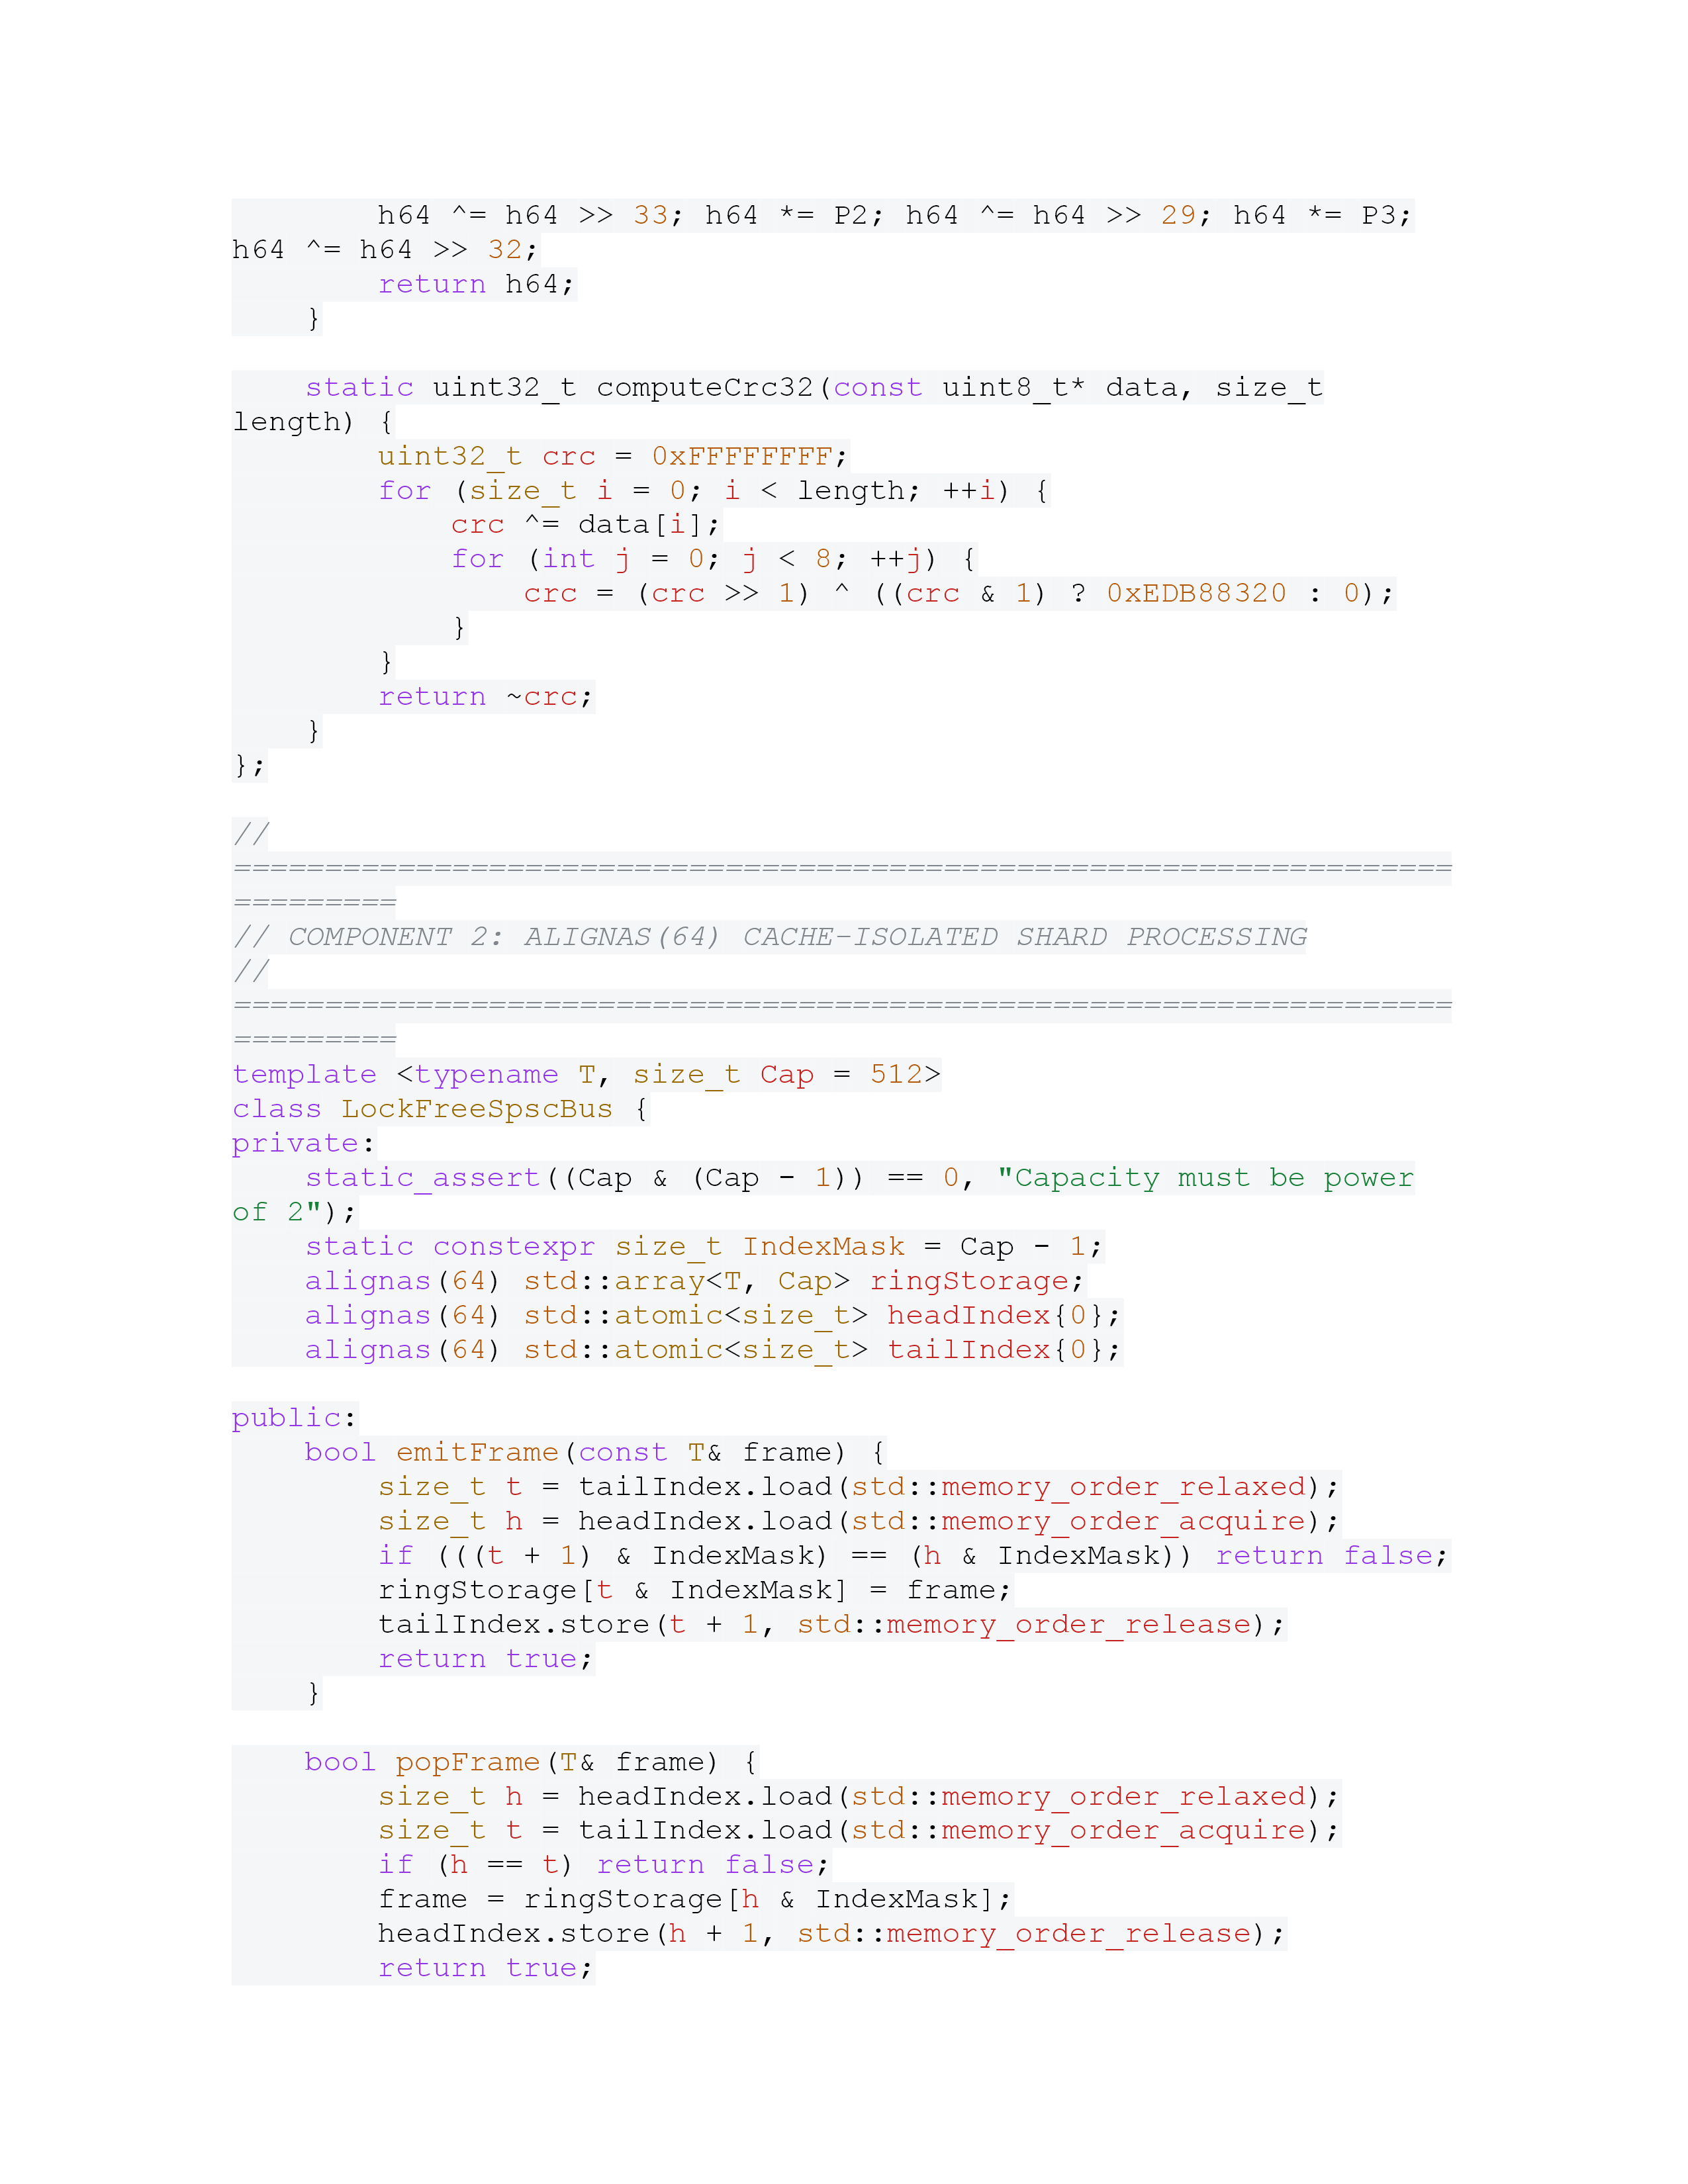 h64 ^= h64 >> 33; h64 *= P2; h64 ^= h64 >> 29; h64 *= P3;
h64 ^= h64 >> 32;
        return h64;
    }

    static uint32_t computeCrc32(const uint8_t* data, size_t
length) {
        uint32_t crc = 0xFFFFFFFF;
        for (size_t i = 0; i < length; ++i) {
            crc ^= data[i];
            for (int j = 0; j < 8; ++j) {
                crc = (crc >> 1) ^ ((crc & 1) ? 0xEDB88320 : 0);
            }
        }
        return ~crc;
    }
};

//
===================================================================
=========
// COMPONENT 2: ALIGNAS(64) CACHE-ISOLATED SHARD PROCESSING
//
===================================================================
=========
template <typename T, size_t Cap = 512>
class LockFreeSpscBus {
private:
    static_assert((Cap & (Cap - 1)) == 0, "Capacity must be power
of 2");
    static constexpr size_t IndexMask = Cap - 1;
    alignas(64) std::array<T, Cap> ringStorage;
    alignas(64) std::atomic<size_t> headIndex{0};
    alignas(64) std::atomic<size_t> tailIndex{0};

public:
    bool emitFrame(const T& frame) {
        size_t t = tailIndex.load(std::memory_order_relaxed);
        size_t h = headIndex.load(std::memory_order_acquire);
        if (((t + 1) & IndexMask) == (h & IndexMask)) return false;
        ringStorage[t & IndexMask] = frame;
        tailIndex.store(t + 1, std::memory_order_release);
        return true;
    }

    bool popFrame(T& frame) {
        size_t h = headIndex.load(std::memory_order_relaxed);
        size_t t = tailIndex.load(std::memory_order_acquire);
        if (h == t) return false;
        frame = ringStorage[h & IndexMask];
        headIndex.store(h + 1, std::memory_order_release);
        return true;